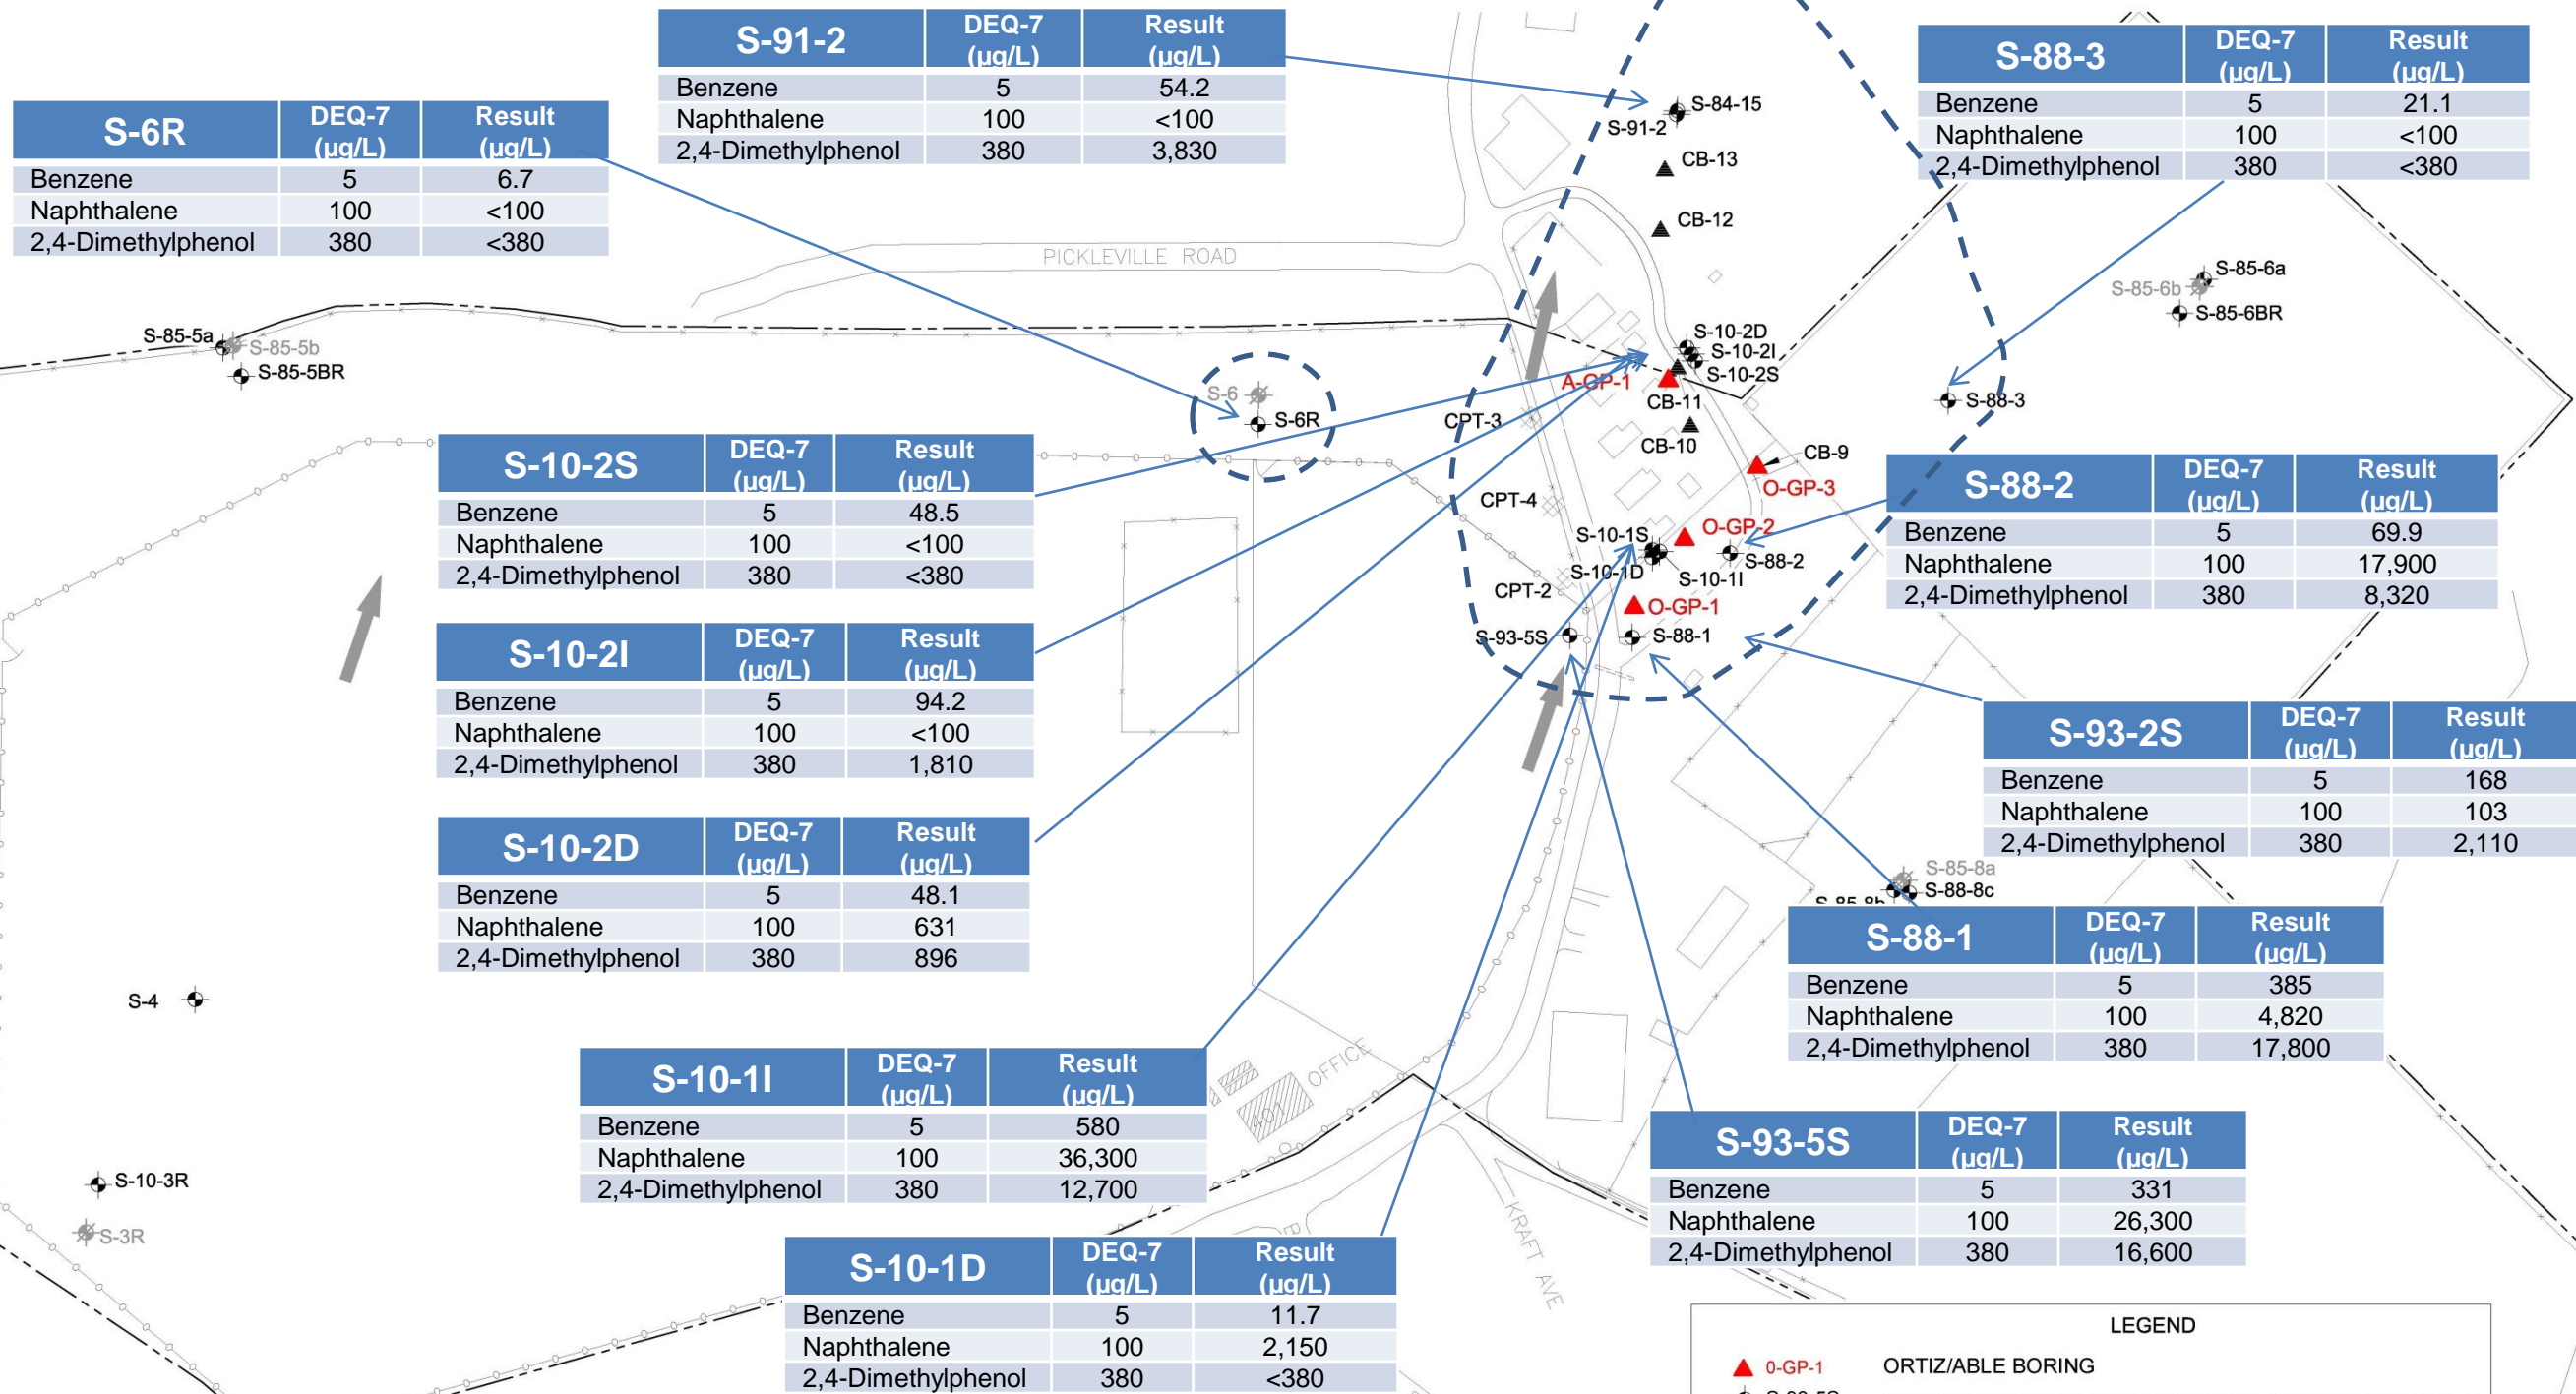 S-91-2 DEQ-7 (µg/L) Result (µg/L)
Benzene 5 54.2
Naphthalene 100 <100
2,4-Dimethylphenol 380 3,830
S-88-3 DEQ-7 (µg/L) Result (µg/L)
Benzene 5 21.1
Naphthalene 100 <100
2,4-Dimethylphenol 380 <380
S-6R DEQ-7 (µg/L) Result (µg/L)
Benzene 5 6.7
Naphthalene 100 <100
2,4-Dimethylphenol 380 <380
S-84-15
S-91-2
CB-13
CB-12
PICKLEVILLE ROAD
S-85-6a
S-85-6b
S-85-6BR
S-85-5a
S-85-5b
S-85-5BR
S-10-2D
S-10-2I
S-10-2S
A-GP-1
CB-11
S-6
S-6R
CPT-3
CB-10
S-88-3
CB-9
O-GP-3
S-10-2S DEQ-7 (µg/L) Result (µg/L)
Benzene 5 48.5
Naphthalene 100 <100
2,4-Dimethylphenol 380 <380
S-88-2 DEQ-7 (µg/L) Result (µg/L)
Benzene 5 69.9
Naphthalene 100 17,900
2,4-Dimethylphenol 380 8,320
CPT-4
O-GP-2
S-10-1S
S-88-2
S-10-1D
S-10-1I
CPT-2
O-GP-1
S-93-5S
S-88-1
S-10-2I DEQ-7 (µg/L) Result (µg/L)
Benzene 5 94.2
Naphthalene 100 <100
2,4-Dimethylphenol 380 1,810
S-93-2S DEQ-7 (µg/L) Result (µg/L)
Benzene 5 168
Naphthalene 100 103
2,4-Dimethylphenol 380 2,110
S-10-2D DEQ-7 (µg/L) Result (µg/L)
Benzene 5 48.1
Naphthalene 100 631
2,4-Dimethylphenol 380 896
S-85-8a
S-88-8c
S-85-8b
S-88-1 DEQ-7 (µg/L) Result (µg/L)
Benzene 5 385
Naphthalene 100 4,820
2,4-Dimethylphenol 380 17,800
S-4
S-10-1I DEQ-7 (µg/L) Result (µg/L)
Benzene 5 580
Naphthalene 100 36,300
2,4-Dimethylphenol 380 12,700
OFFICE
101
S-93-5S DEQ-7 (µg/L) Result (µg/L)
Benzene 5 331
Naphthalene 100 26,300
2,4-Dimethylphenol 380 16,600
S-10-3R
S-3R
KRAFT AVE
S-10-1D DEQ-7 (µg/L) Result (µg/L)
Benzene 5 11.7
Naphthalene 100 2,150
2,4-Dimethylphenol 380 <380
LEGEND
0-GP-1 ORTIZ/ABLE BORING